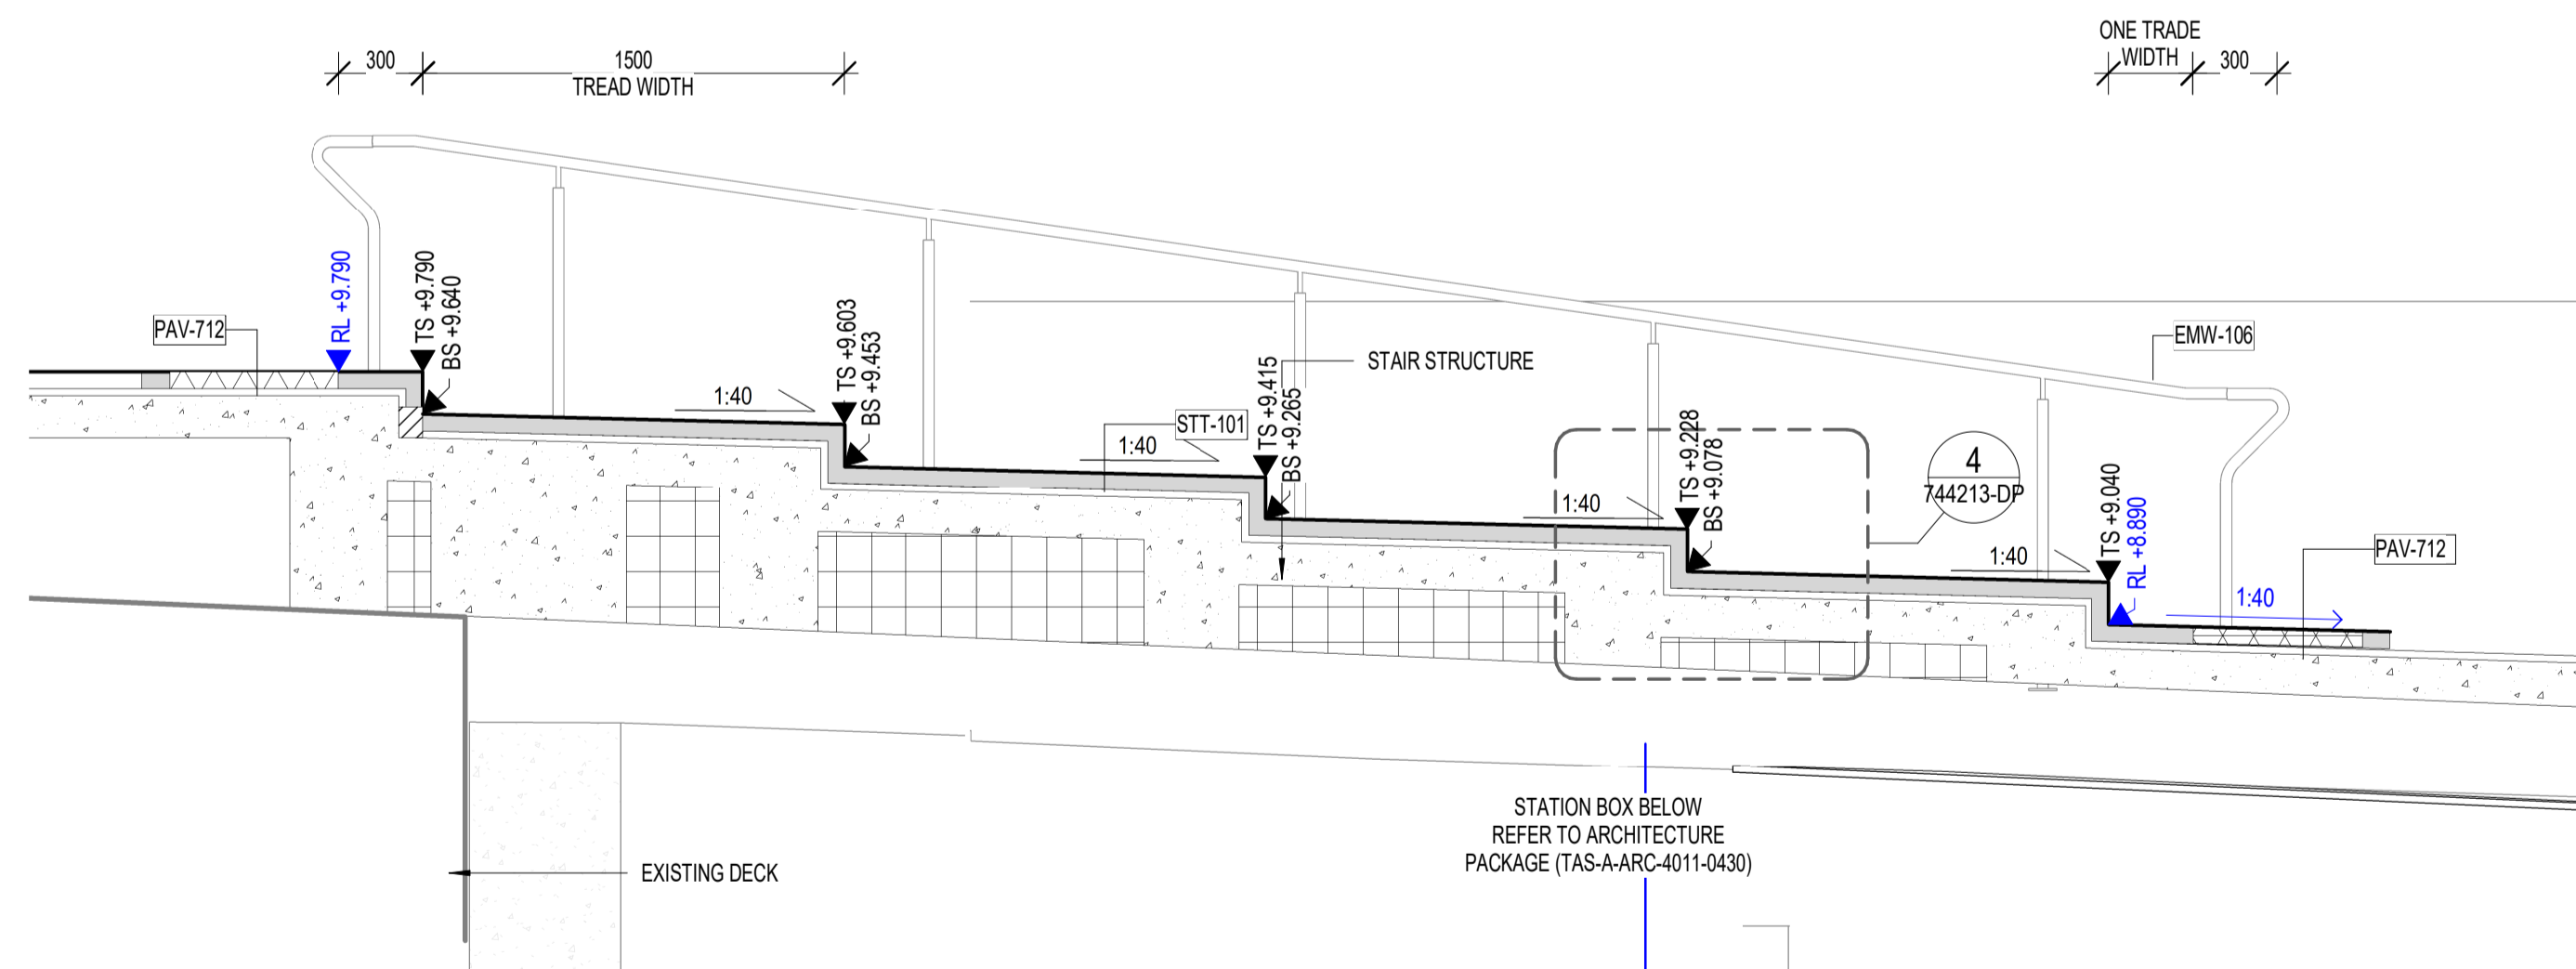 ONE TRADE
WIDTH
300
1500
TREAD WIDTH
300
RL +9.790
TS +9.790
BS +9.640
PAV-712
TS +9.603
BS +9.453
1:40
STAIR STRUCTURE
EMW-106
TS +9.415
BS +9.265
STT-101
1:40
TS +9.228
BS +9.078
1:40
4
744213-DP
TS +9.040
RL +8.890
1:40
PAV-712
1:40
STATION BOX BELOW
REFER TO ARCHITECTURE
PACKAGE (TAS-A-ARC-4011-0430)
EXISTING DECK